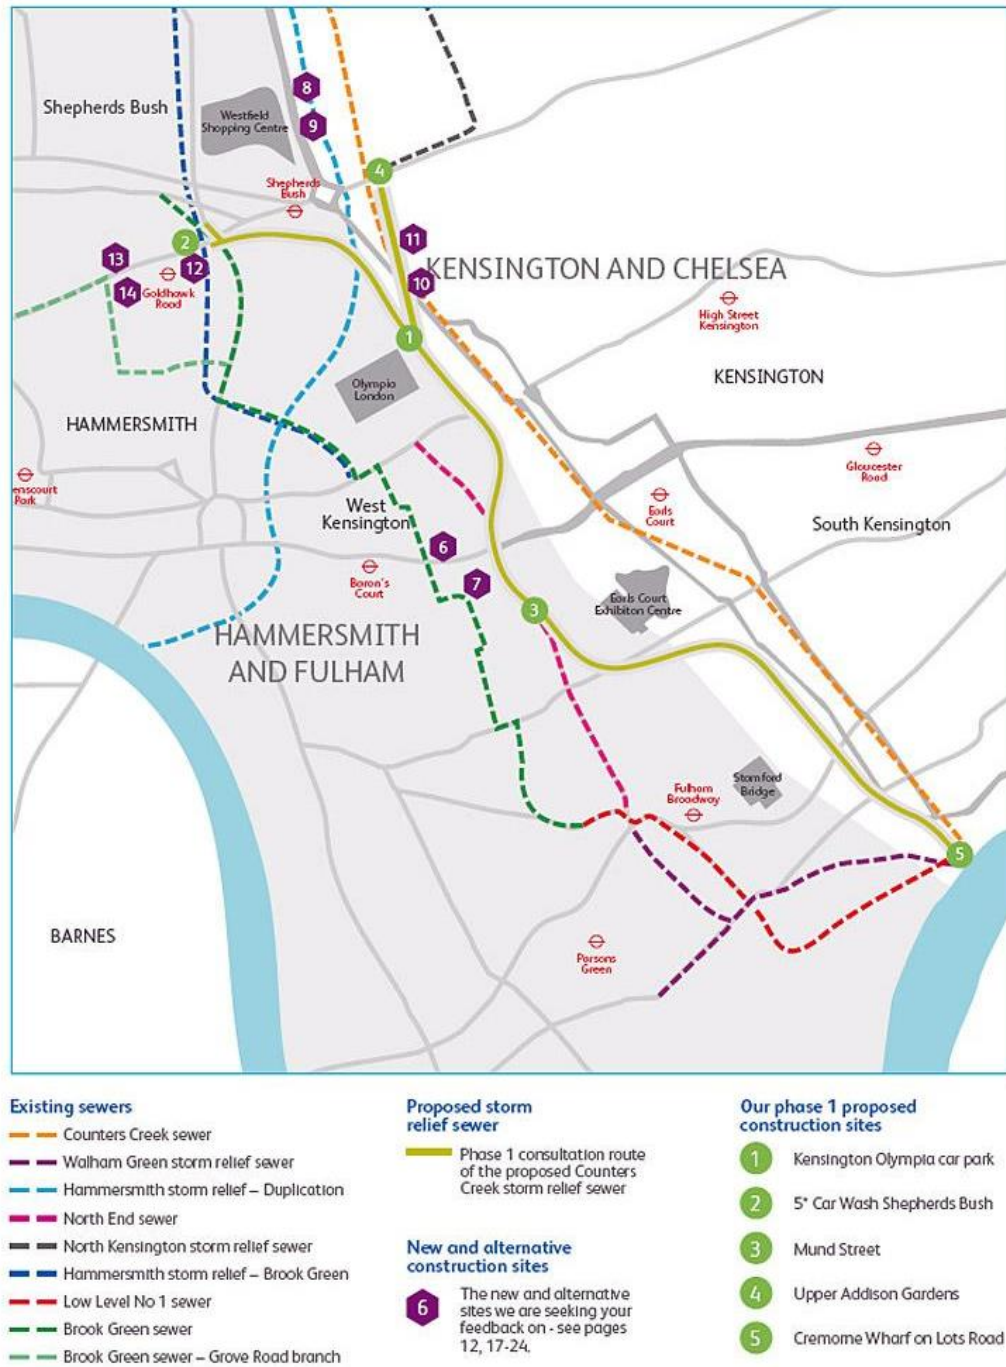 Shepherds Bush
Westfield
Shopping Centre
8
9
4
Shepherds
Bush
2
11
13
12
14
Goldhawk
Road
10
KENSINGTON AND CHELSEA
High Street
Kensington
1
Olympia
London
KENSINGTON
HAMMERSMITH
enscourt
Park
Gloucester
Road
Earls
Court
West
Kensington
South Kensington
6
Baron's
Court
7
Earls Court
Exhibiton Centre
3
HAMMERSMITH
AND FULHAM
Stamford
Bridge
Fulham
Broadway
5
BARNES
Parsons
Green
Existing sewers
Counters Creek sewer
Walham Green storm relief sewer
Hammersmith storm relief – Duplication
North End sewer
North Kensington storm relief sewer
Hammersmith storm relief – Brook Green
Low Level No 1 sewer
Brook Green sewer
Brook Green sewer – Grove Road branch
Proposed storm
relief sewer
Phase 1 consultation route
of the proposed Counters
Creek storm relief sewer
New and alternative
construction sites
6
The new and alternative
sites we are seeking your
feedback on - see pages
12, 17-24.
Our phase 1 proposed
construction sites
1 Kensington Olympia car park
2 5* Car Wash Shepherds Bush
3 Mund Street
4 Upper Addison Gardens
5 Cremorne Wharf on Lots Road